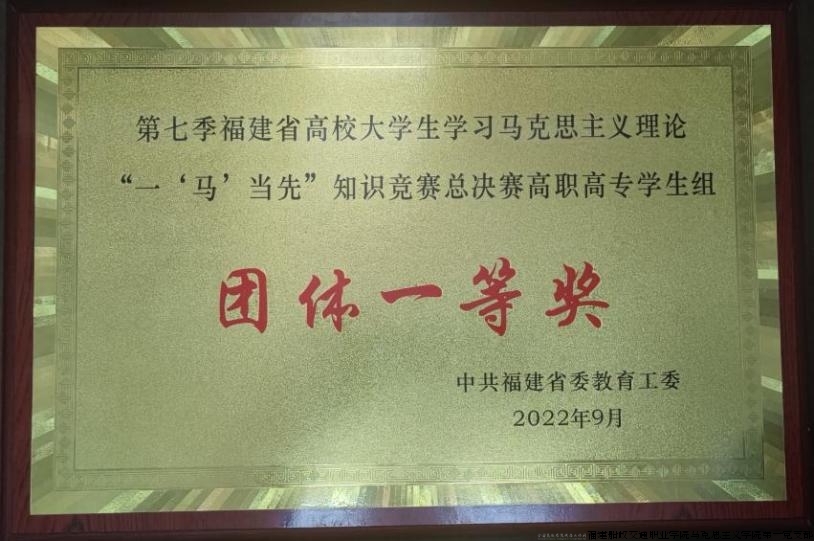 第七季福建省高校大学生学习马克思主义理论
“一‘马’当先”知识竞赛总决赛高职高专学生组
团体一等奖
中共福建省委教育工委
2022年9月